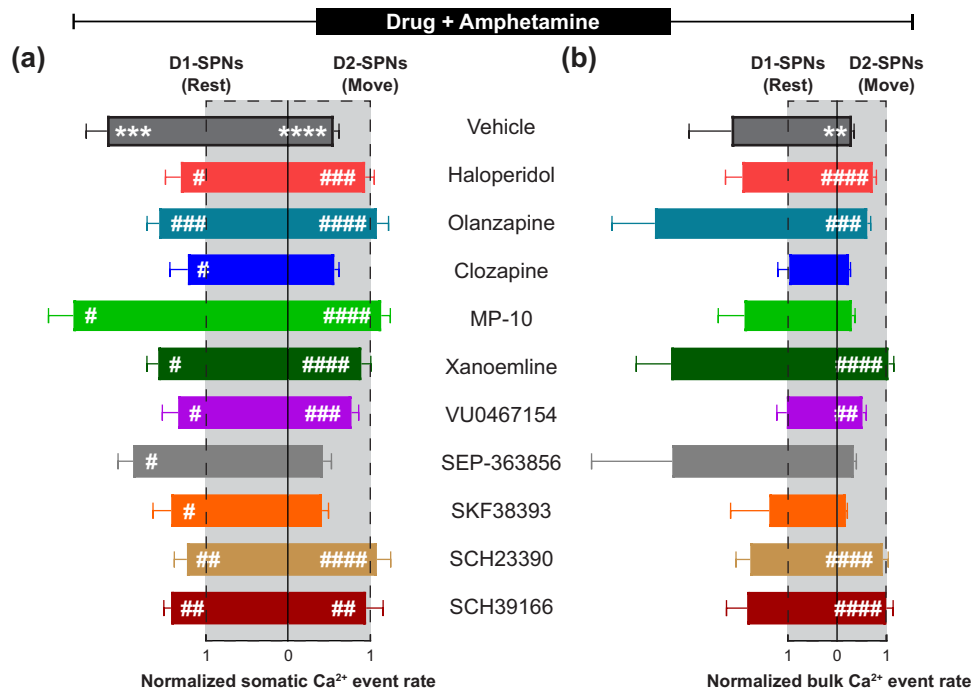 Drug + Amphetamine
(a)
D1-SPNs
(Rest)
D2-SPNs
(Move)
(b)
D1-SPNs
(Rest)
D2-SPNs
(Move)
*** **** Vehicle **
# ### Haloperidol ####
### #### Olanzapine ###
# Clozapine
# #### MP-10
# #### Xanoemline ####
# ### VU0467154 ##
# SEP-363856
# SKF38393
## #### SCH23390 ####
## ## SCH39166 ####
1 0 1
1 0 1
Normalized somatic Ca²⁺ event rate
Normalized bulk Ca²⁺ event rate